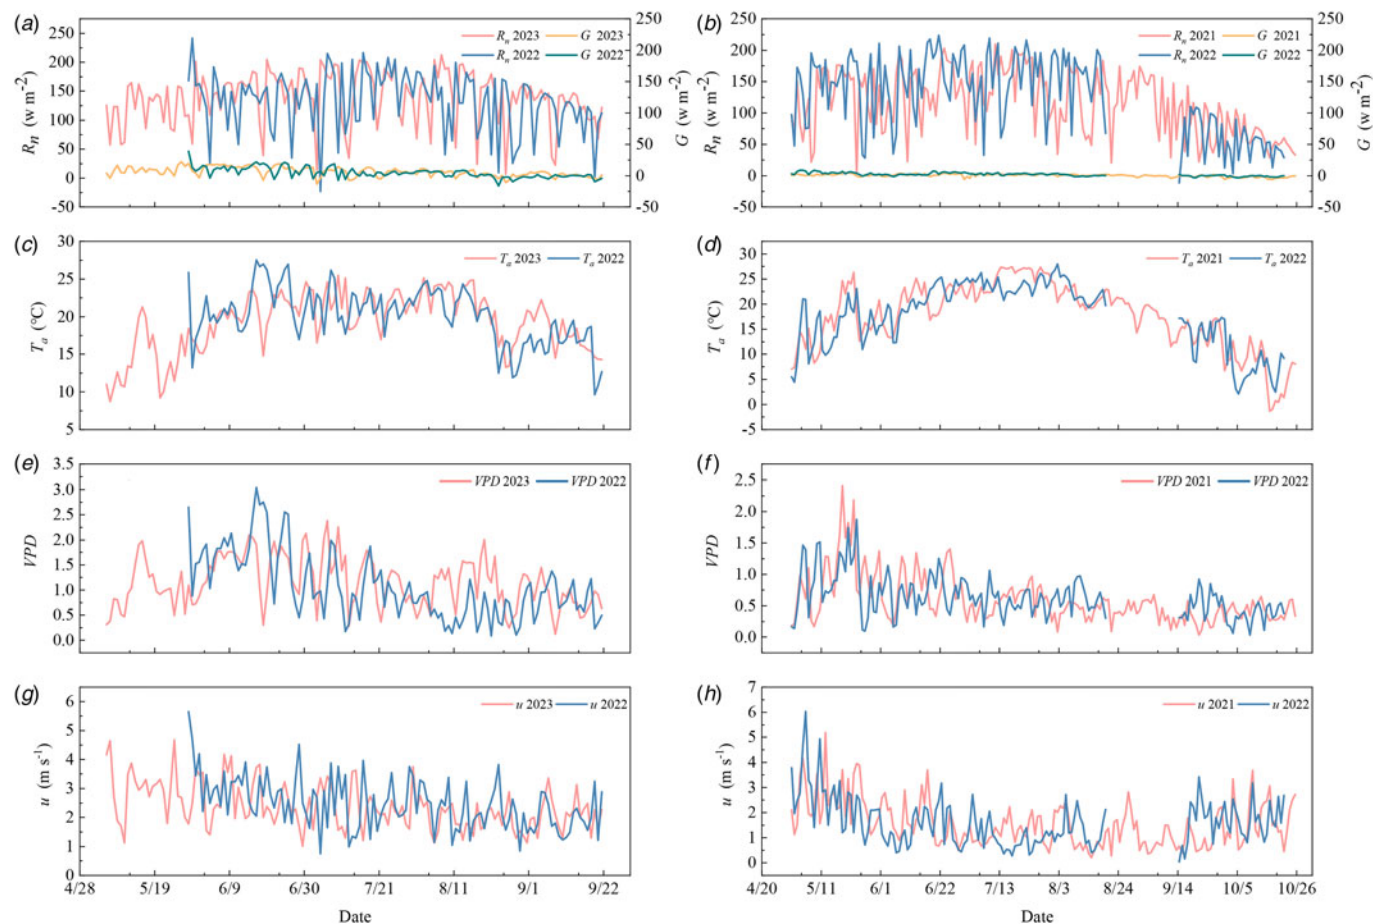 (a)
250
200
150
100
50
0
-50
Rn (w m-2)
Rn 2023
Rn 2022
G 2023
G 2022
250
200
150
100
50
0
-50
G (w m-2)
(b)
250
200
150
100
50
0
-50
Rn (w m-2)
Rn 2021
Rn 2022
G 2021
G 2022
250
200
150
100
50
0
-50
G (w m-2)
(c)
30
25
20
15
10
5
Ta (°C)
Ta 2023
Ta 2022
(d)
30
25
20
15
10
5
0
-5
Ta (°C)
Ta 2021
Ta 2022
(e)
3.5
3.0
2.5
2.0
1.5
1.0
0.5
0.0
VPD
VPD 2023
VPD 2022
(f)
2.5
2.0
1.5
1.0
0.5
0.0
VPD
VPD 2021
VPD 2022
(g)
6
5
4
3
2
1
0
u (m s-1)
u 2023
u 2022
4/28 5/19 6/9 6/30 7/21 8/11 9/1 9/22
Date
(h)
7
6
5
4
3
2
1
0
u (m s-1)
u 2021
u 2022
4/20 5/11 6/1 6/22 7/13 8/3 8/24 9/14 10/5 10/26
Date